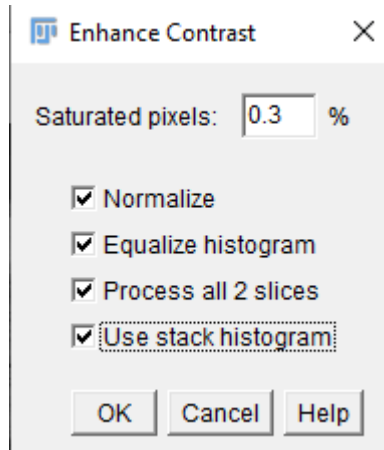 Enhance Contrast
Saturated pixels: 0.3 %
Normalize
Equalize histogram
Process all 2 slices
Use stack histogram
OK Cancel Help